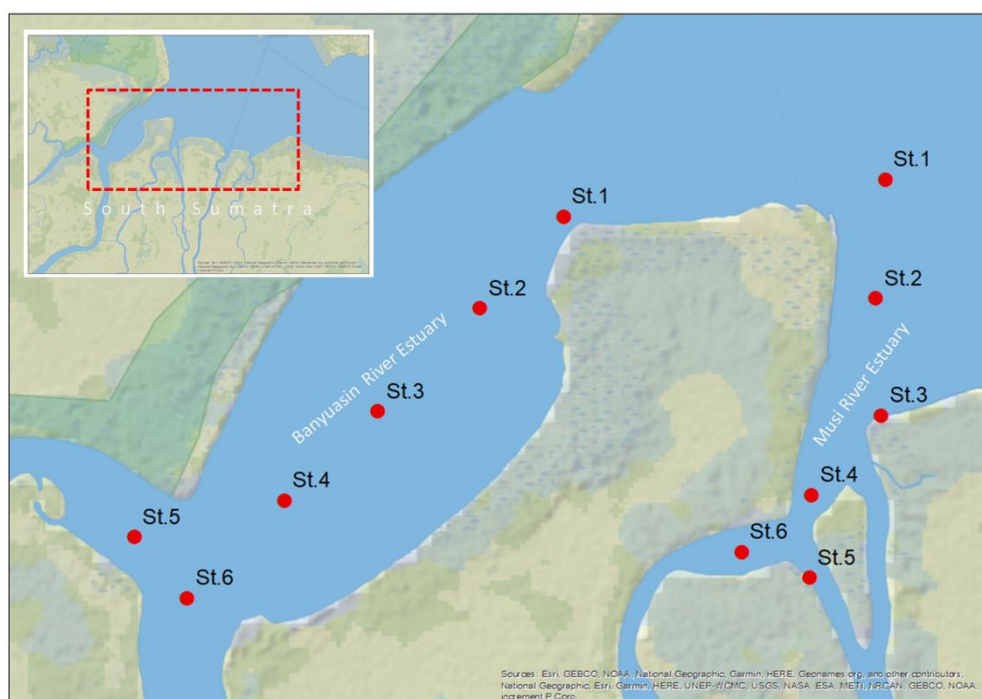 South Sumatra
St.1
St.1
St.2
St.2
Banyuasin River Estuary
Musi River Estuary
St.3
St.3
St.4
St.4
St.5
St.6
St.5
St.6
Sources: Esri, GEBCO, NOAA, National Geographic, Garmin, HERE, Geonames.org, and other contributors;
National Geographic, Esri, Garmin, HERE, UNEP-WCMC, USGS, NASA, ESA, METI, NRCAN, GEBCO, NOAA,
increment P Corp.